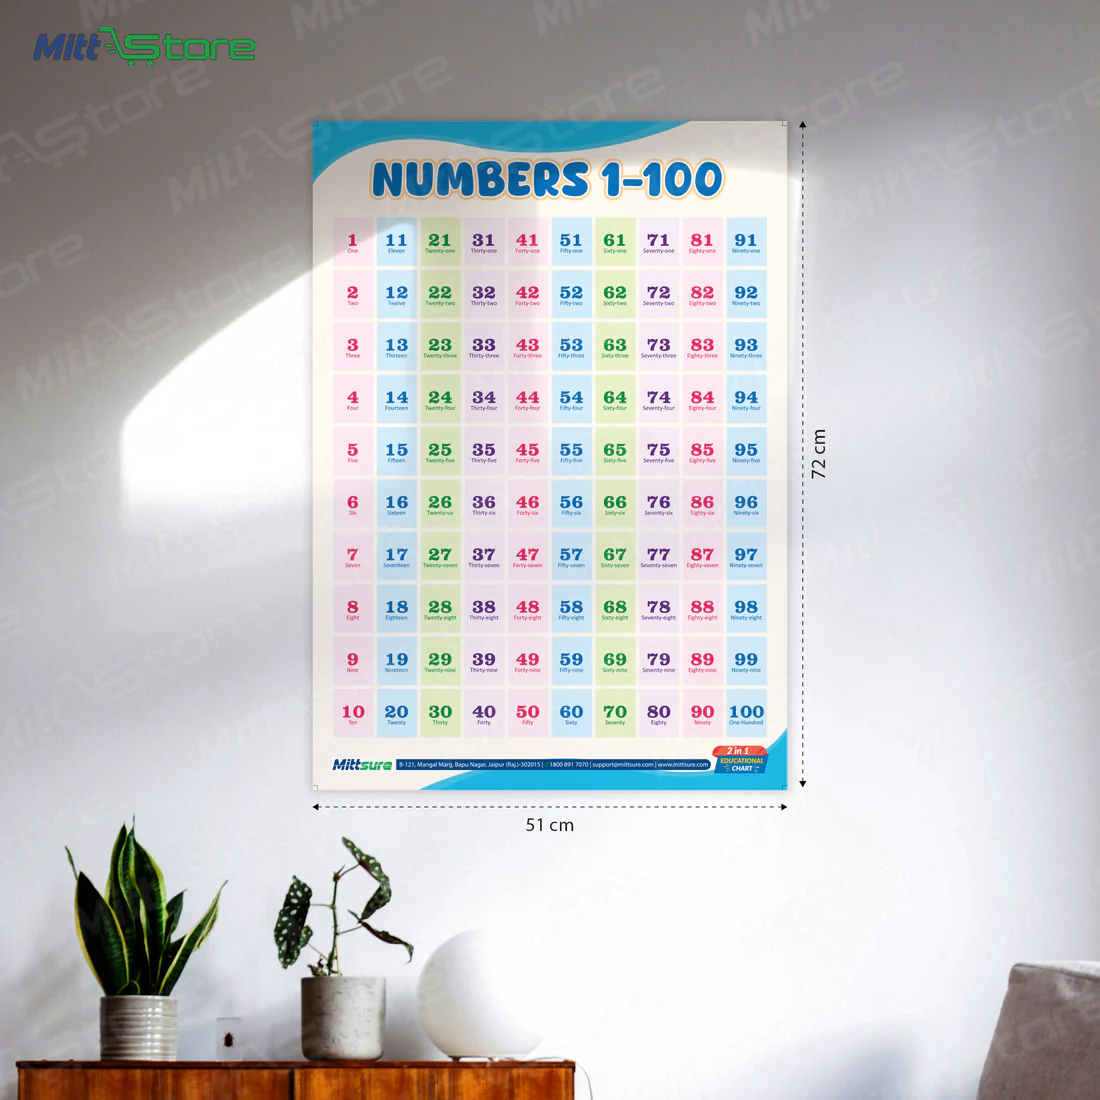 Mitt Store
NUMBERS 1-100
1 11 21 31 41 51 61 71 81 91
One Eleven Twenty-one Thirty-one Forty-one Fifty-one Sixty-one Seventy-one Eighty-one Ninety-one
2 12 22 32 42 52 62 72 82 92
Two Twelve Twenty-two Thirty-two Forty-two Fifty-two Sixty-two Seventy-two Eighty-two Ninety-two
3 13 23 33 43 53 63 73 83 93
Three Thirteen Twenty-three Thirty-three Forty-three Fifty-three Sixty-three Seventy-three Eighty-three Ninety-three
4 14 24 34 44 54 64 74 84 94
Four Fourteen Twenty-four Thirty-four Forty-four Fifty-four Sixty-four Seventy-four Eighty-four Ninety-four
5 15 25 35 45 55 65 75 85 95
Five Fifteen Twenty-five Thirty-five Forty-five Fifty-five Sixty-five Seventy-five Eighty-five Ninety-five
6 16 26 36 46 56 66 76 86 96
Six Sixteen Twenty-six Thirty-six Forty-six Fifty-six Sixty-six Seventy-six Eighty-six Ninety-six
7 17 27 37 47 57 67 77 87 97
Seven Seventeen Twenty-seven Thirty-seven Forty-seven Fifty-seven Sixty-seven Seventy-seven Eighty-seven Ninety-seven
8 18 28 38 48 58 68 78 88 98
Eight Eighteen Twenty-eight Thirty-eight Forty-eight Fifty-eight Sixty-eight Seventy-eight Eighty-eight Ninety-eight
9 19 29 39 49 59 69 79 89 99
Nine Nineteen Twenty-nine Thirty-nine Forty-nine Fifty-nine Sixty-nine Seventy-nine Eighty-nine Ninety-nine
10 20 30 40 50 60 70 80 90 100
Ten Twenty Thirty Forty Fifty Sixty Seventy Eighty Ninety One Hundred
Mittsure B-121, Mangal Marg, Bapu Nagar, Jaipur (Raj.)-302015 | 1800 891 7070 | support@mittsure.com | www.mittsure.com
2 in 1
EDUCATIONAL
CHART
72 cm
51 cm